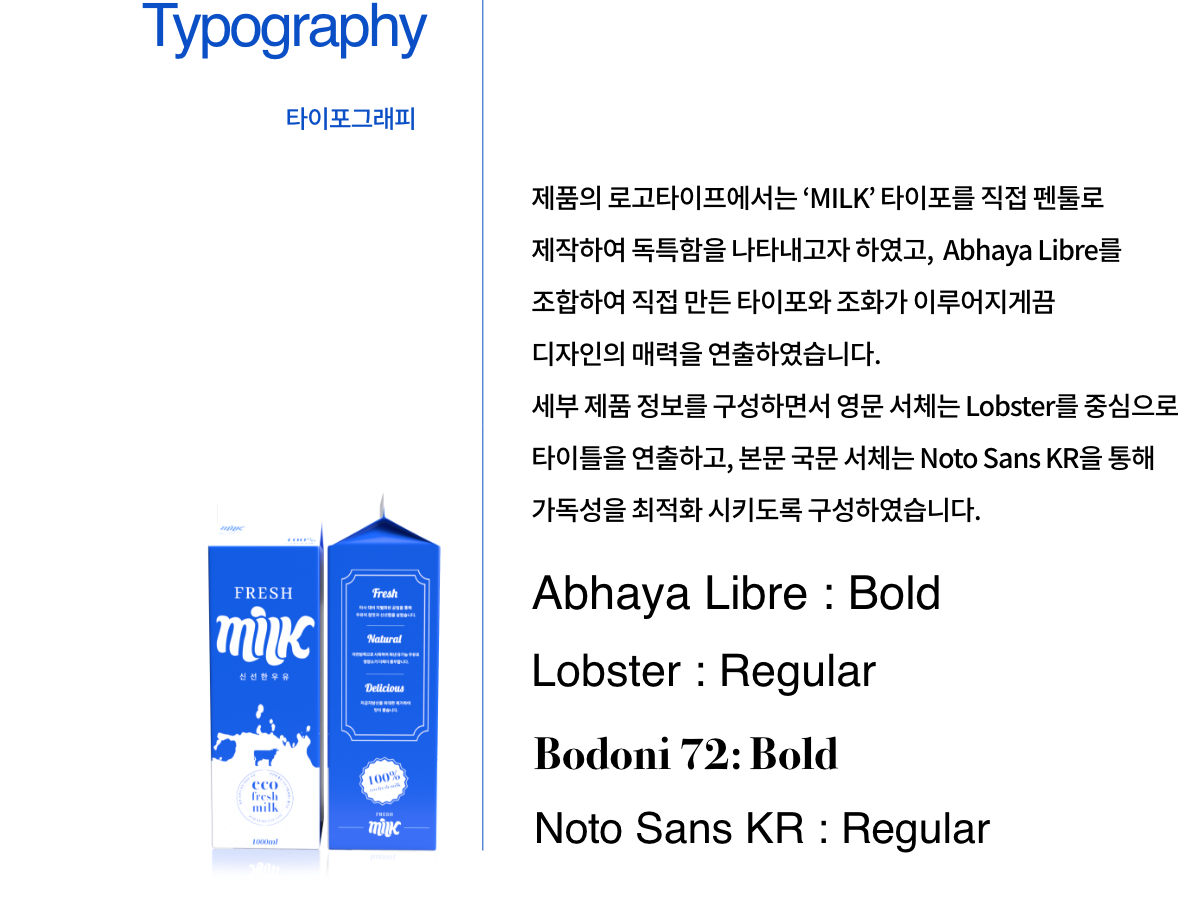 Typography
타이포그래피
제품의 로고타이프에서는 ‘MILK’ 타이포를 직접 펜툴로
제작하여 독특함을 나타내고자 하였고, Abhaya Libre를
조합하여 직접 만든 타이포와 조화가 이루어지게끔
디자인의 매력을 연출하였습니다.
세부 제품 정보를 구성하면서 영문 서체는 Lobster를 중심으로
타이틀을 연출하고, 본문 국문 서체는 Noto Sans KR을 통해
가독성을 최적화 시키도록 구성하였습니다.
Abhaya Libre : Bold
Lobster : Regular
Bodoni 72: Bold
Noto Sans KR : Regular
milk
100%
FRESH
milk
신선한우유
eco
fresh
milk
1000ml
Fresh
Natural
Delicious
100%
FRESH
milk